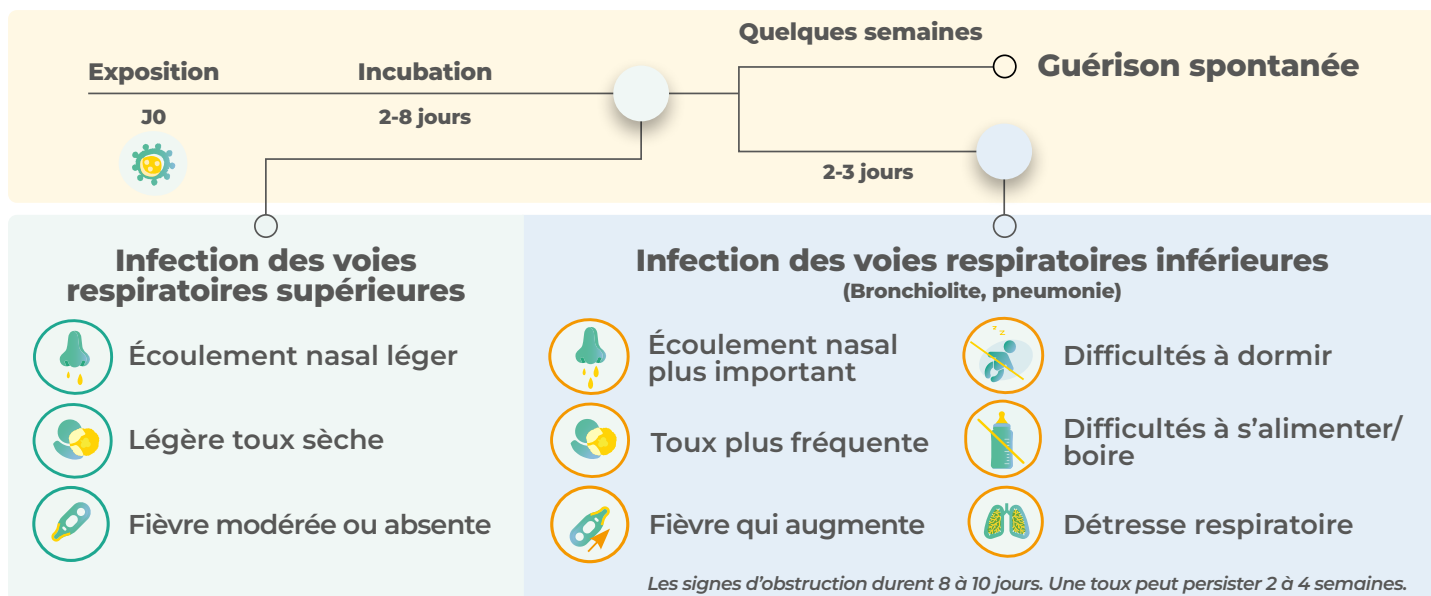 Quelques semaines
Exposition
Incubation
Guérison spontanée
J0
2-8 jours
2-3 jours
Infection des voies
respiratoires supérieures
Écoulement nasal léger
Légère toux sèche
Fièvre modérée ou absente
Infection des voies respiratoires inférieures
(Bronchiolite, pneumonie)
Écoulement nasal
plus important
Toux plus fréquente
Fièvre qui augmente
z z
Difficultés à dormir
Difficultés à s’alimenter/
boire
Détresse respiratoire
Les signes d’obstruction durent 8 à 10 jours. Une toux peut persister 2 à 4 semaines.